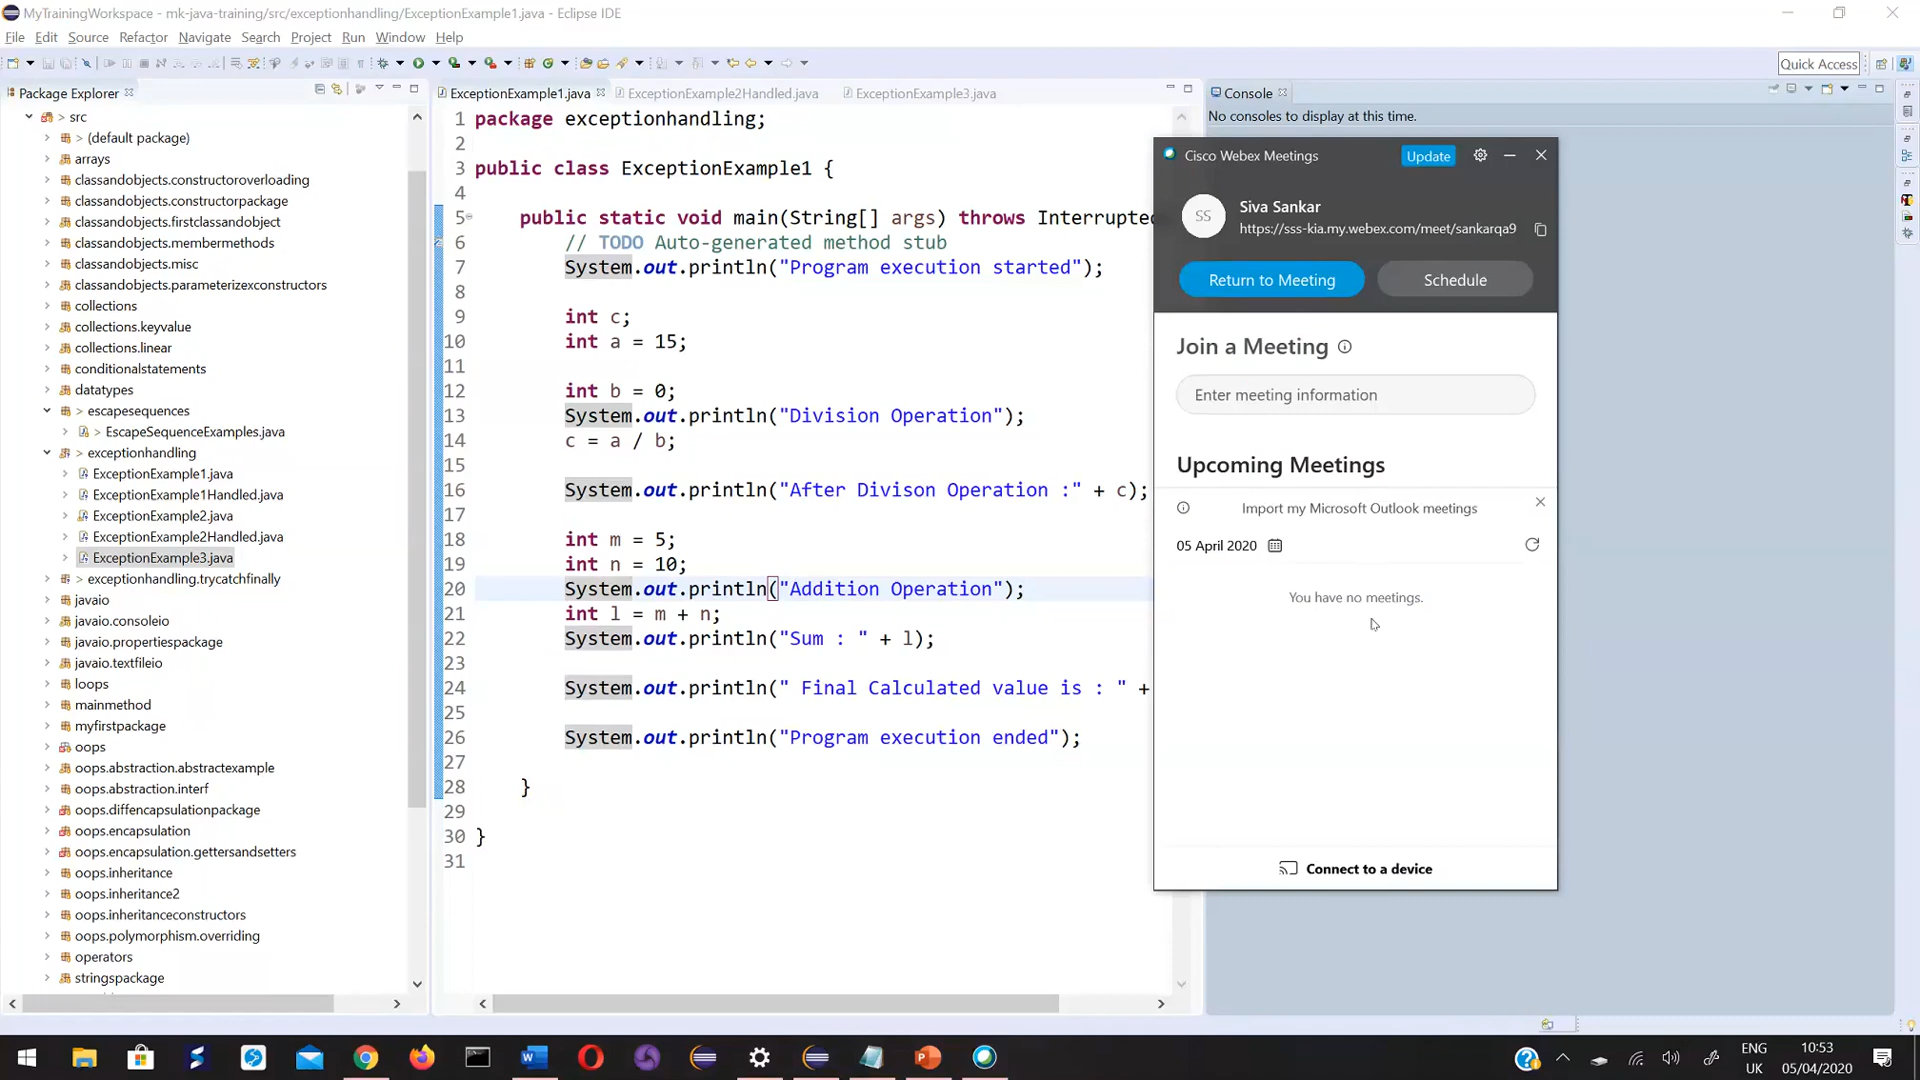 MyTrainingWorkspace - mk-java-training/src/exceptionhandling/ExceptionExample1.java - Eclipse IDE
File Edit Source Refactor Navigate Search Project Run Window Help
Quick Access
Package Explorer
> src
> (default package)
arrays
classandobjects.constructoroverloading
classandobjects.constructorpackage
classandobjects.firstclassandobject
classandobjects.membermethods
classandobjects.misc
classandobjects.parameterizexconstructors
collections
collections.keyvalue
collections.linear
conditionalstatements
datatypes
> escapesequences
> EscapeSequenceExamples.java
> exceptionhandling
ExceptionExample1.java
ExceptionExample1Handled.java
ExceptionExample2.java
ExceptionExample2Handled.java
ExceptionExample3.java
> exceptionhandling.trycatchfinally
javaio
javaio.consoleio
javaio.propertiespackage
javaio.textfileio
loops
mainmethod
myfirstpackage
oops
oops.abstraction.abstractexample
oops.abstraction.interf
oops.diffencapsulationpackage
oops.encapsulation
oops.encapsulation.gettersandsetters
oops.inheritance
oops.inheritance2
oops.inheritanceconstructors
oops.polymorphism.overriding
operators
stringspackage
ExceptionExample1.java ExceptionExample2Handled.java ExceptionExample3.java
1 package exceptionhandling;
2
3 public class ExceptionExample1 {
4
5 public static void main(String[] args) throws Interrupted
6 // TODO Auto-generated method stub
7 System.out.println("Program execution started");
8
9 int c;
10 int a = 15;
11
12 int b = 0;
13 System.out.println("Division Operation");
14 c = a / b;
15
16 System.out.println("After Divison Operation :" + c);
17
18 int m = 5;
19 int n = 10;
20 System.out.println("Addition Operation");
21 int l = m + n;
22 System.out.println("Sum : " + l);
23
24 System.out.println(" Final Calculated value is : " +
25
26 System.out.println("Program execution ended");
27
28 }
29
30 }
31
Console
No consoles to display at this time.
Cisco Webex Meetings
Update
SS
Siva Sankar
https://sss-kia.my.webex.com/meet/sankarqa9
Return to Meeting
Schedule
Join a Meeting
Enter meeting information
Upcoming Meetings
Import my Microsoft Outlook meetings
05 April 2020
You have no meetings.
Connect to a device
ENG
UK
10:53
05/04/2020